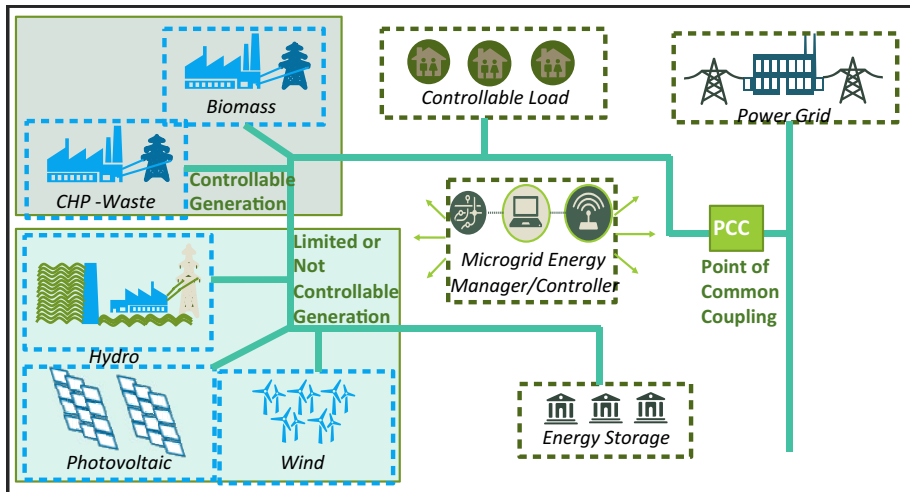 Biomass
CHP -Waste
Controllable
Generation
Controllable Load
Power Grid
Limited or
Not
Controllable
Generation
Hydro
Photovoltaic
Wind
Microgrid Energy
Manager/Controller
PCC
Point of
Common
Coupling
Energy Storage